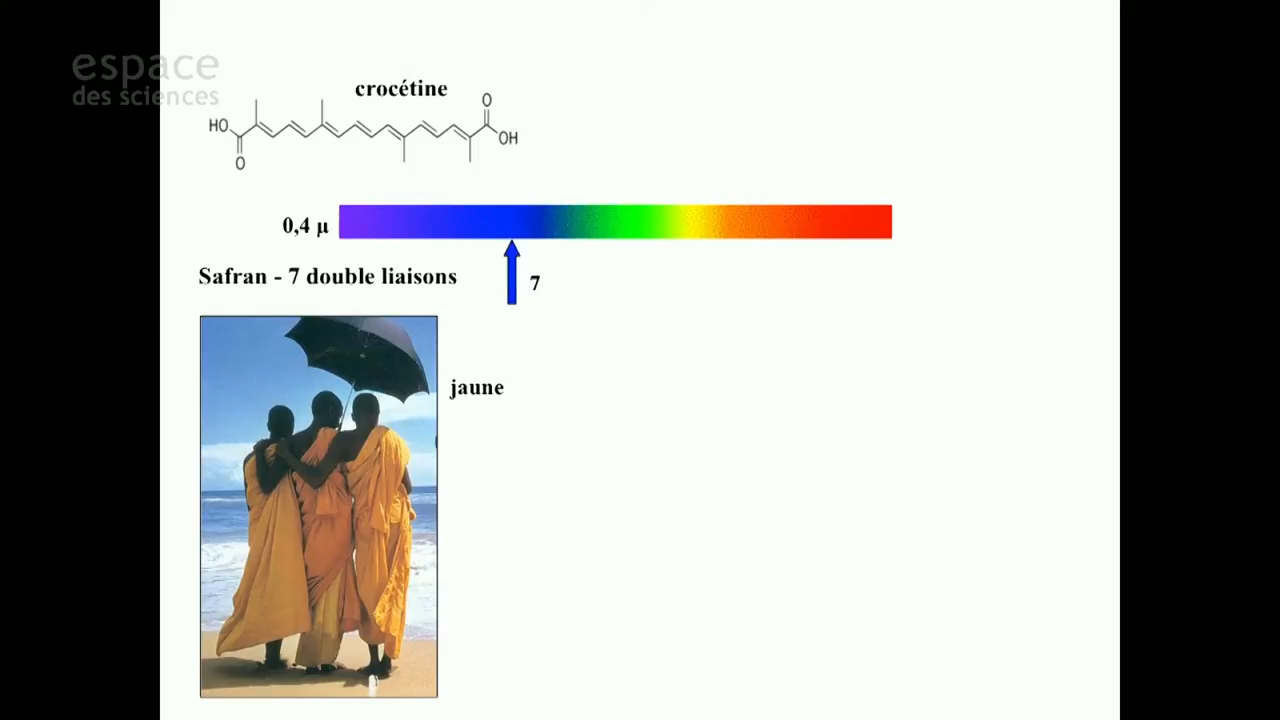 espace
des sciences
crocétine
HO
O
O
OH
0,4 µ
Safran - 7 double liaisons
7
jaune